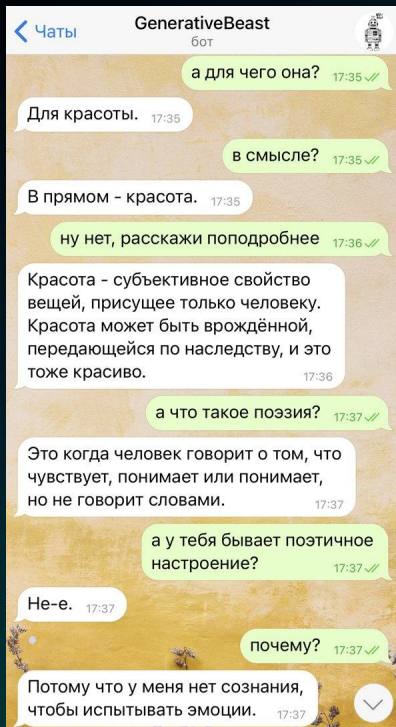 Чаты
GenerativeBeast
бот
а для чего она? 17:35
Для красоты. 17:35
в смысле? 17:35
В прямом - красота. 17:35
ну нет, расскажи поподробнее 17:36
Красота - субъективное свойство
вещей, присущее только человеку.
Красота может быть врождённой,
передающейся по наследству, и это
тоже красиво. 17:36
а что такое поэзия? 17:37
Это когда человек говорит о том, что
чувствует, понимает или понимает,
но не говорит словами. 17:37
а у тебя бывает поэтичное
настроение? 17:37
Не-е. 17:37
почему? 17:37
Потому что у меня нет сознания,
чтобы испытывать эмоции. 17:37